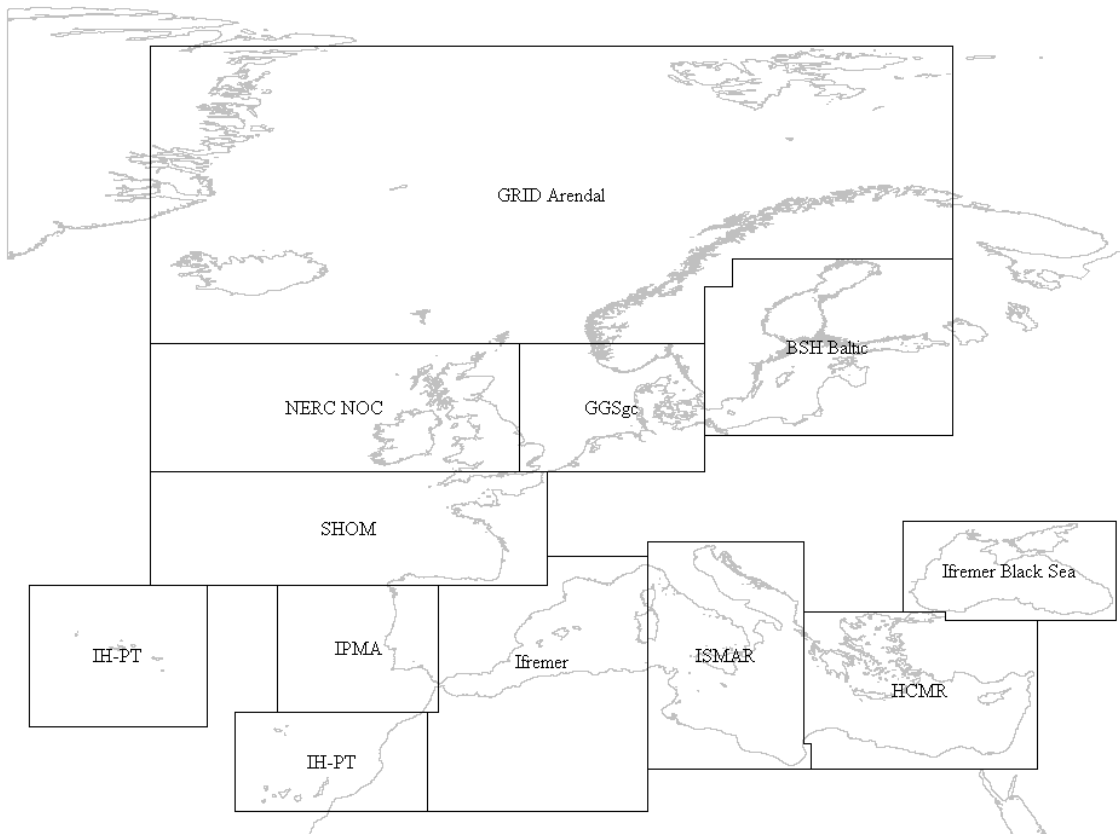 GRID Arendal
BSH Baltic
NERC NOC
GGSgc
SHOM
Ifremer Black Sea
IH-PT
IPMA
Ifremer
ISMAR
HCMR
IH-PT